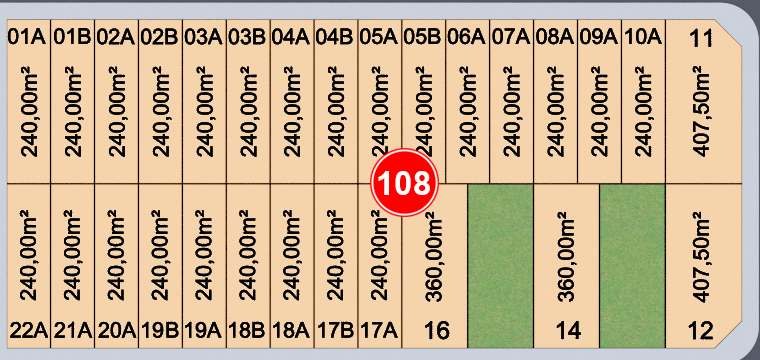 01A 01B 02A 02B 03A 03B 04A 04B 05A 05B 06A 07A 08A 09A 10A 11
240,00m² 240,00m² 240,00m² 240,00m² 240,00m² 240,00m² 240,00m² 240,00m² 240,00m² 240,00m² 240,00m² 240,00m² 240,00m² 240,00m² 240,00m² 407,50m²
108
240,00m² 240,00m² 240,00m² 240,00m² 240,00m² 240,00m² 240,00m² 240,00m² 240,00m² 360,00m² 360,00m² 407,50m²
22A 21A 20A 19B 19A 18B 18A 17B 17A 16 14 12